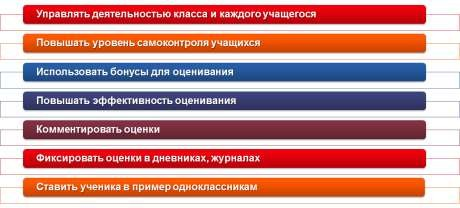 Управлять деятельностью класса и каждого учащегося
Повышать уровень самоконтроля учащихся
Использовать бонусы для оценивания
Повышать эффективность оценивания
Комментировать оценки
Фиксировать оценки в дневниках, журналах
Ставить ученика в пример одноклассникам